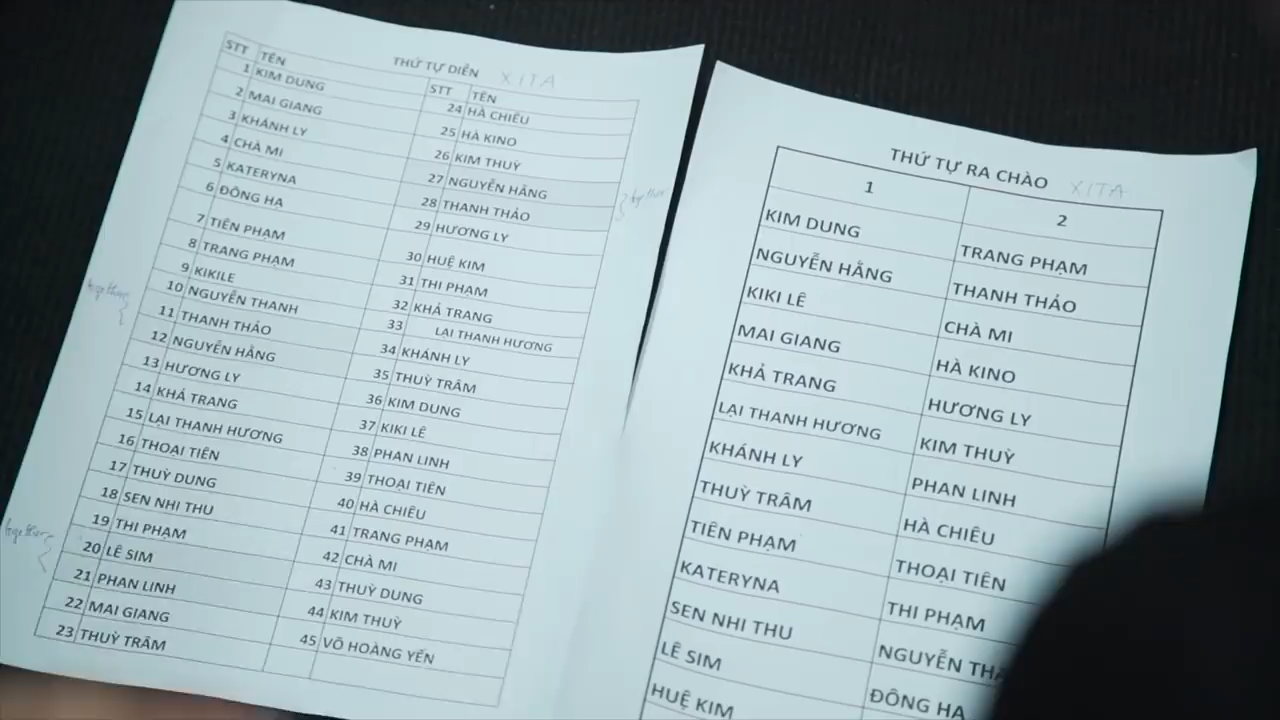 THỨ TỰ DIỄN XITA
STT TÊN
1 KIM DUNG
2 MAI GIANG
3 KHÁNH LY
4 CHÀ MI
5 KATERYNA
6 ĐÔNG HẠ
7 TIÊN PHẠM
8 TRANG PHẠM
9 KIKILE
10 NGUYỄN THANH
11 THANH THẢO
12 NGUYỄN HẰNG
13 HƯƠNG LY
14 KHẢ TRANG
15 LẠI THANH HƯƠNG
16 THOẠI TIÊN
17 THUỲ DUNG
18 SEN NHI THU
19 THI PHẠM
20 LÊ SIM
21 PHAN LINH
22 MAI GIANG
23 THUỲ TRÂM
together
together
STT TÊN
24 HÀ CHIÊU
25 HÀ KINO
26 KIM THUỲ
27 NGUYỄN HẰNG
28 THANH THẢO
29 HƯƠNG LY
30 HUỆ KIM
31 THI PHẠM
32 KHẢ TRANG
33 LẠI THANH HƯƠNG
34 KHÁNH LY
35 THUỲ TRÂM
36 KIM DUNG
37 KIKI LÊ
38 PHAN LINH
39 THOẠI TIÊN
40 HÀ CHIÊU
41 TRANG PHẠM
42 CHÀ MI
43 THUỲ DUNG
44 KIM THUỲ
45 VÕ HOÀNG YẾN
together
THỨ TỰ RA CHÀO XITA
1 2
KIM DUNG TRANG PHẠM
NGUYỄN HẰNG THANH THẢO
KIKI LÊ CHÀ MI
MAI GIANG HÀ KINO
KHẢ TRANG HƯƠNG LY
LẠI THANH HƯƠNG KIM THUỲ
KHÁNH LY PHAN LINH
THUỲ TRÂM HÀ CHIÊU
TIÊN PHẠM THOẠI TIÊN
KATERYNA THI PHẠM
SEN NHI THU NGUYỄN
LÊ SIM ĐÔNG HẠ
HUỆ KIM